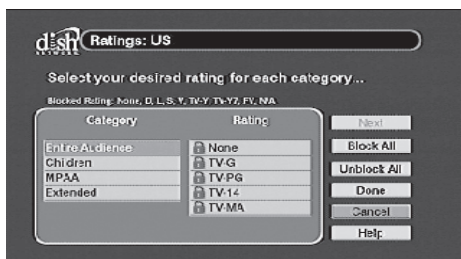 dish
NETWORK
Ratings: US
Select your desired rating for each category...
Blocked Rating: None, D, L, S, V, TV-Y, TV-Y7, FV, N/A
Category Rating
Entire Audience
Children
MPAA
Extended
None
TV-G
TV-PG
TV-14
TV-MA
Next
Block All
Unblock All
Done
Cancel
Help